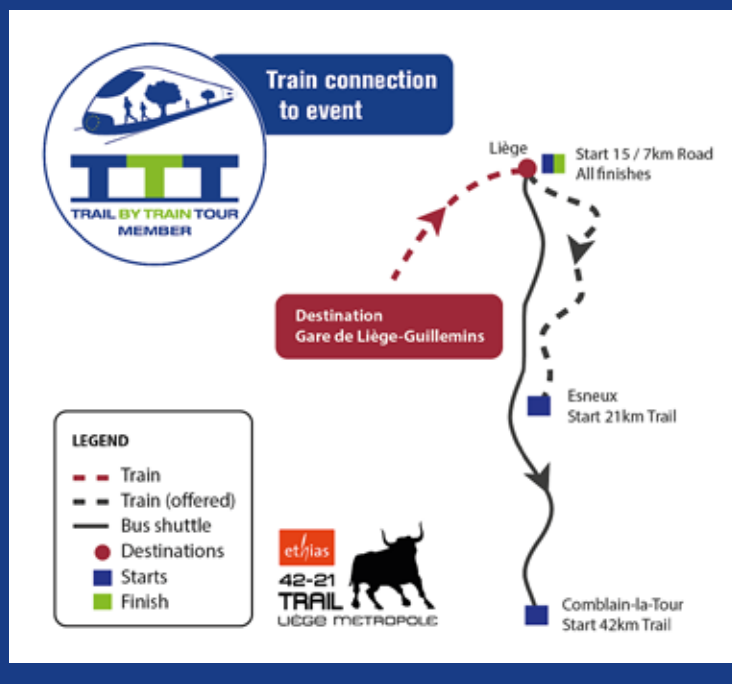 Train connection
to event
TRAIL BY TRAIN TOUR
MEMBER
Liège
Start 15 / 7km Road
All finishes
Destination
Gare de Liège-Guillemins
Esneux
Start 21km Trail
LEGEND
Train
Train (offered)
Bus shuttle
Destinations
Starts
Finish
ethias
42-21
TRAIL
LIÈGE METROPOLE
Comblain-la-Tour
Start 42km Trail